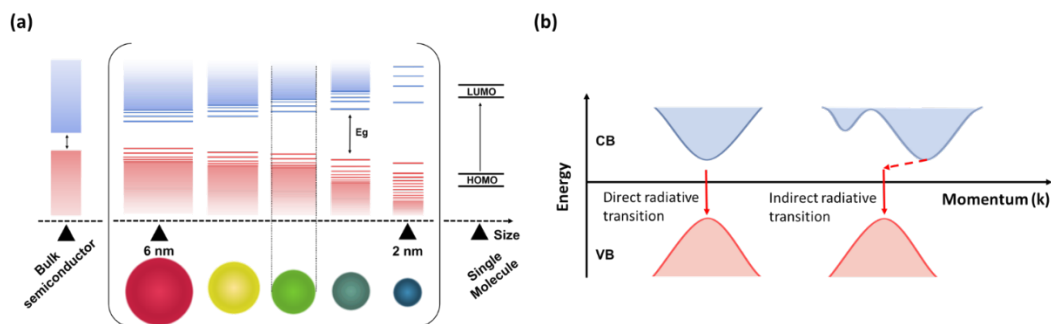 (a)
LUMO
Eg
HOMO
Size
Bulk
semiconductor
6 nm
2 nm
Single
Molecule
(b)
CB
Energy
Momentum (k)
Direct radiative
transition
Indirect radiative
transition
VB